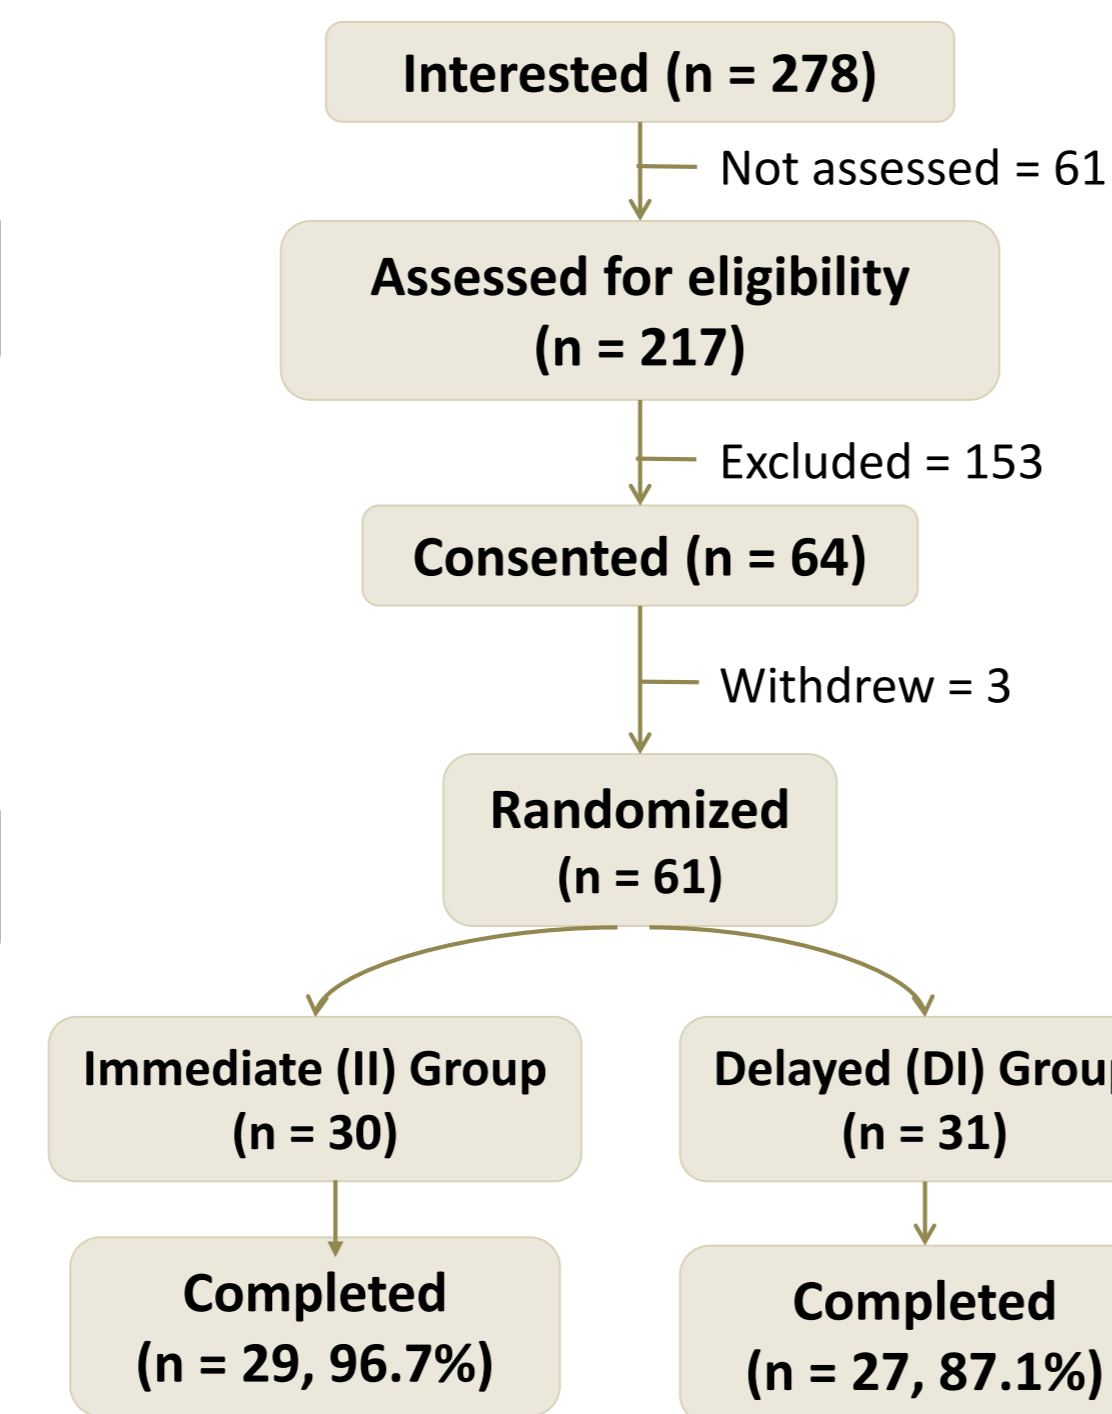 Interested (n = 278)
Not assessed = 61
Assessed for eligibility
(n = 217)
Excluded = 153
Consented (n = 64)
Withdrew = 3
Randomized
(n = 61)
Immediate (II) Group
(n = 30)
Delayed (DI) Group
(n = 31)
Completed
(n = 29, 96.7%)
Completed
(n = 27, 87.1%)